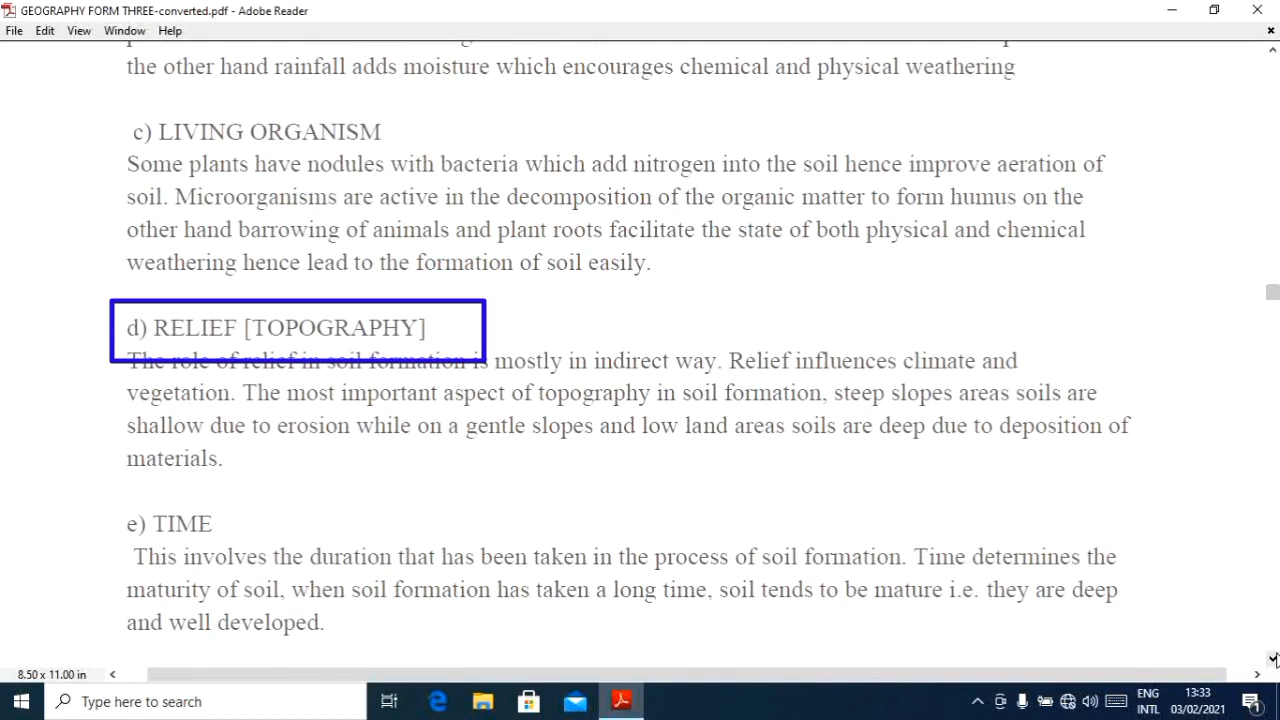 GEOGRAPHY FORM THREE-converted.pdf - Adobe Reader
File Edit View Window Help
the other hand rainfall adds moisture which encourages chemical and physical weathering
c) LIVING ORGANISM
Some plants have nodules with bacteria which add nitrogen into the soil hence improve aeration of
soil. Microorganisms are active in the decomposition of the organic matter to form humus on the
other hand barrowing of animals and plant roots facilitate the state of both physical and chemical
weathering hence lead to the formation of soil easily.
d) RELIEF [TOPOGRAPHY]
The role of relief in soil formation is mostly in indirect way. Relief influences climate and
vegetation. The most important aspect of topography in soil formation, steep slopes areas soils are
shallow due to erosion while on a gentle slopes and low land areas soils are deep due to deposition of
materials.
e) TIME
This involves the duration that has been taken in the process of soil formation. Time determines the
maturity of soil, when soil formation has taken a long time, soil tends to be mature i.e. they are deep
and well developed.
8.50 x 11.00 in
Type here to search
ENG
INTL
13:33
03/02/2021
1